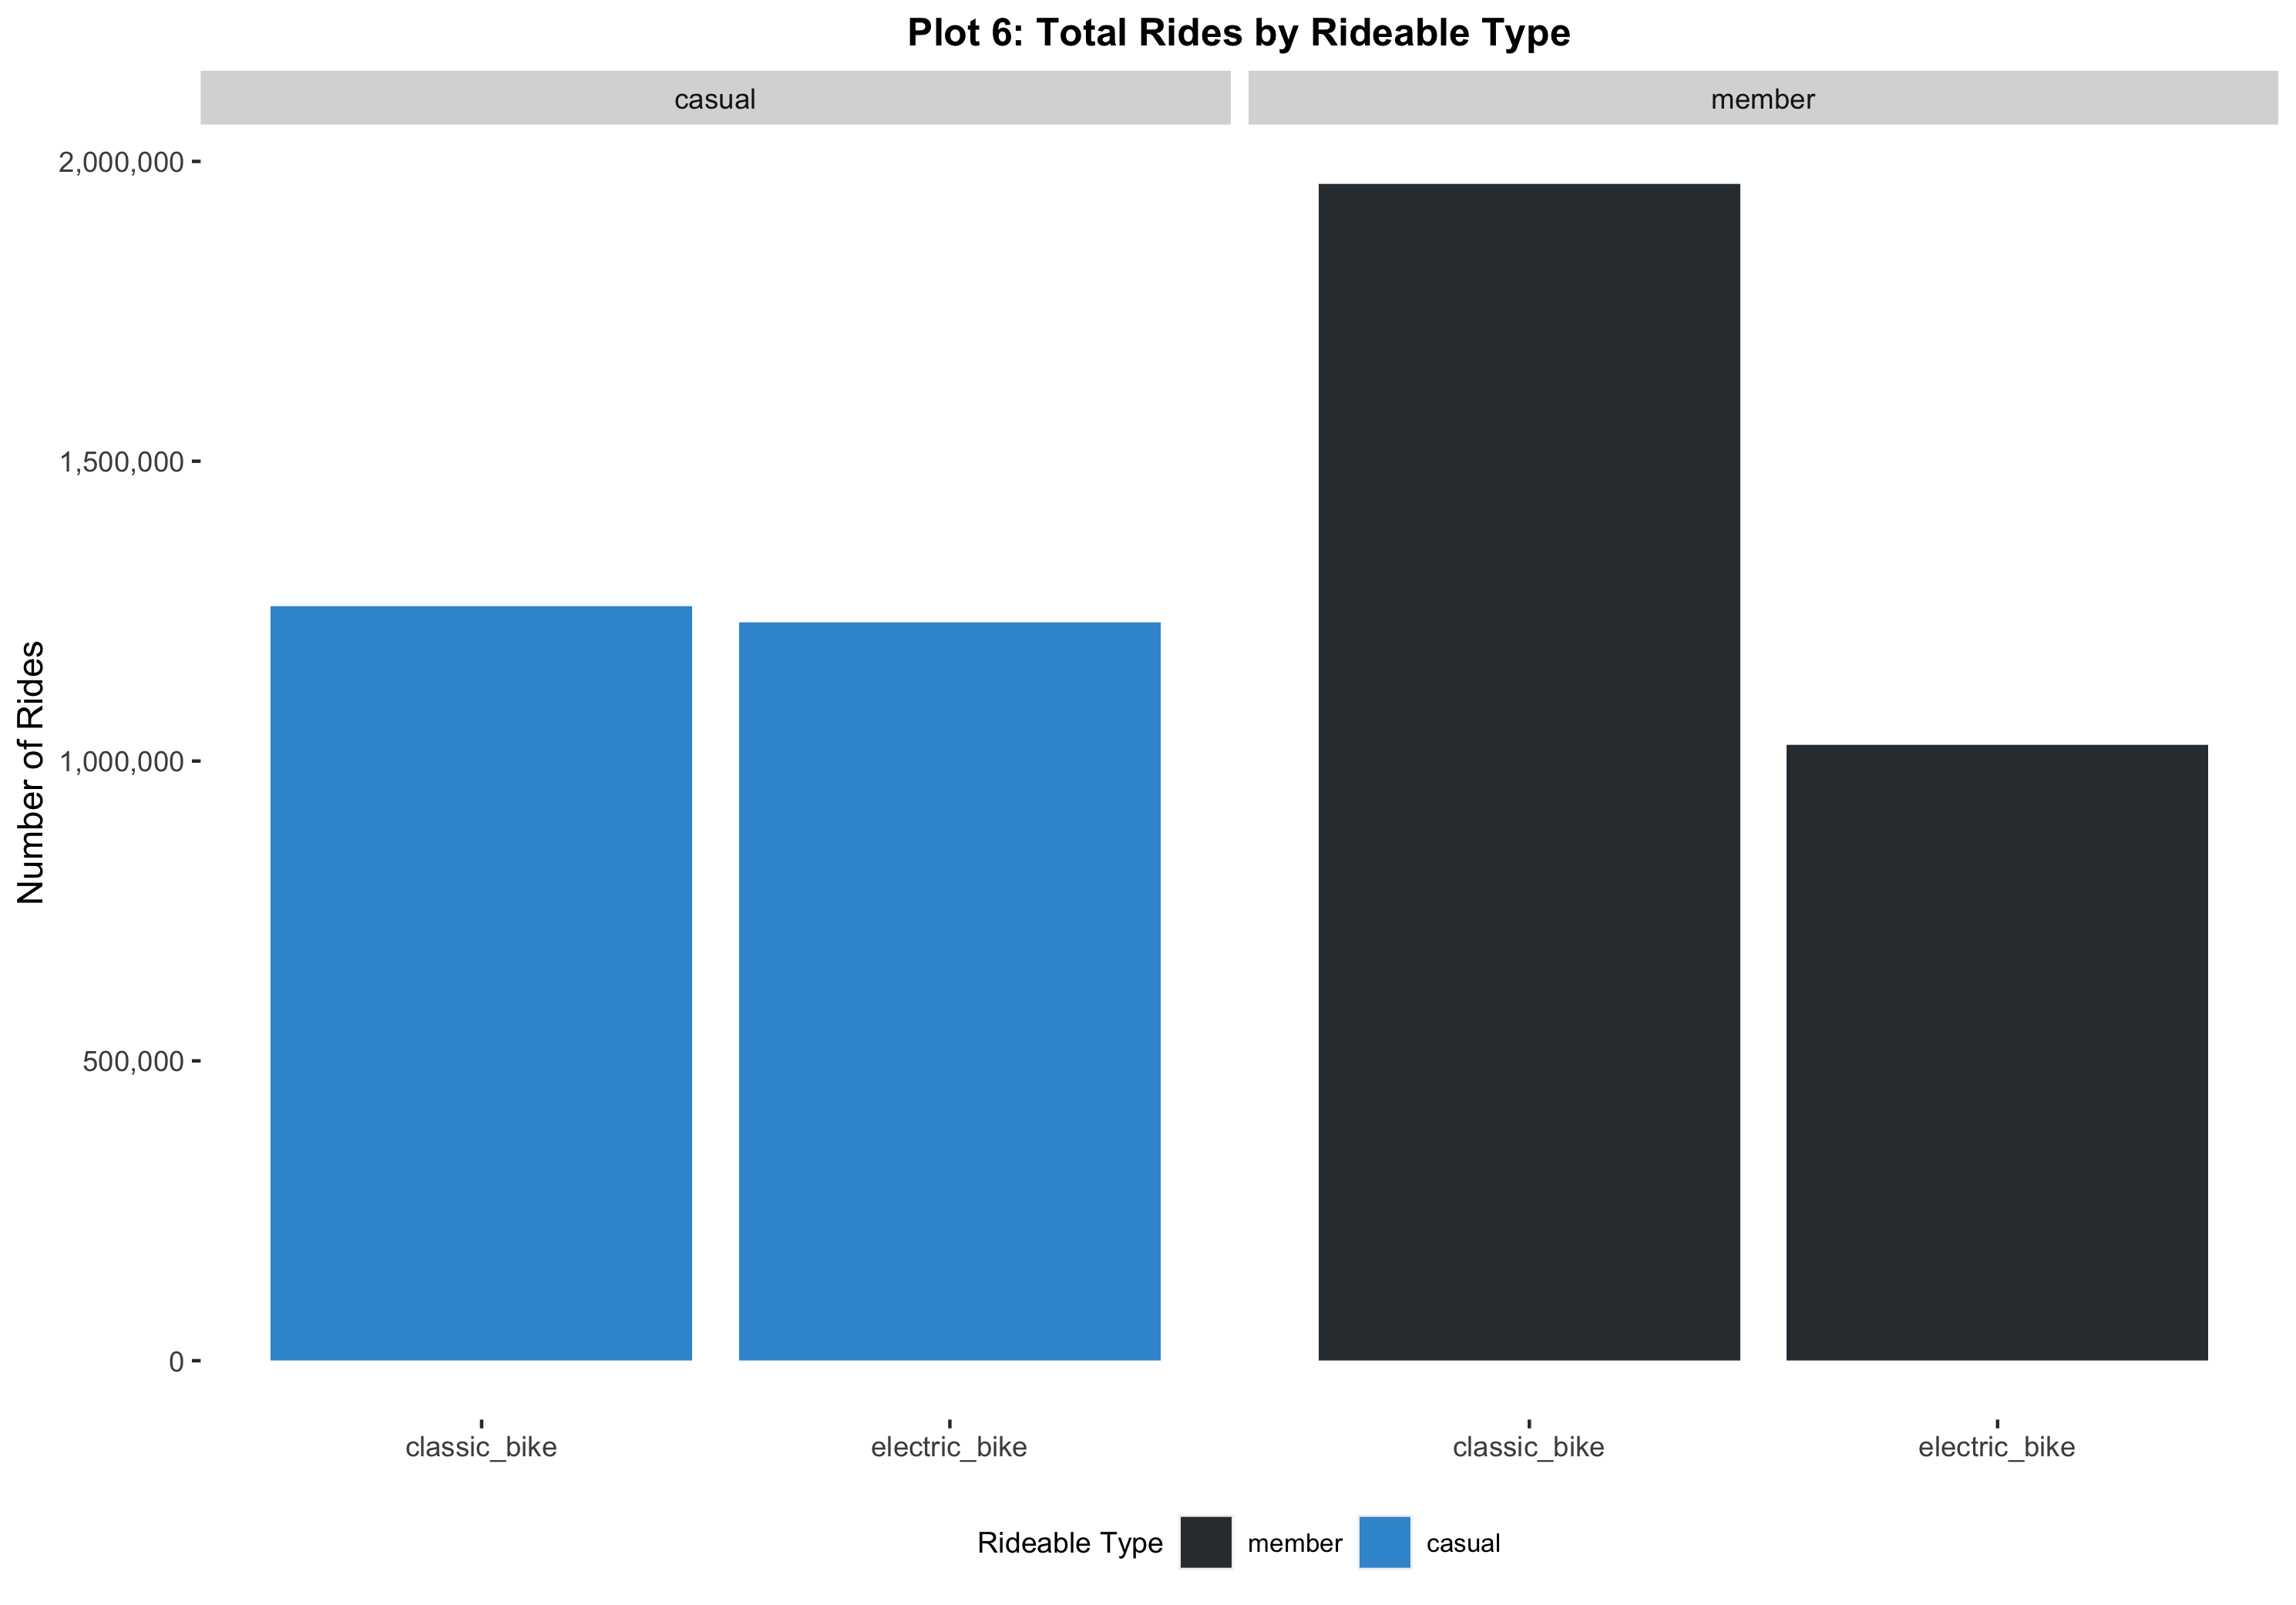 Plot 6: Total Rides by Rideable Type
casual
member
2,000,000
1,500,000
1,000,000
500,000
0
Number of Rides
classic_bike
electric_bike
classic_bike
electric_bike
Rideable Type member casual